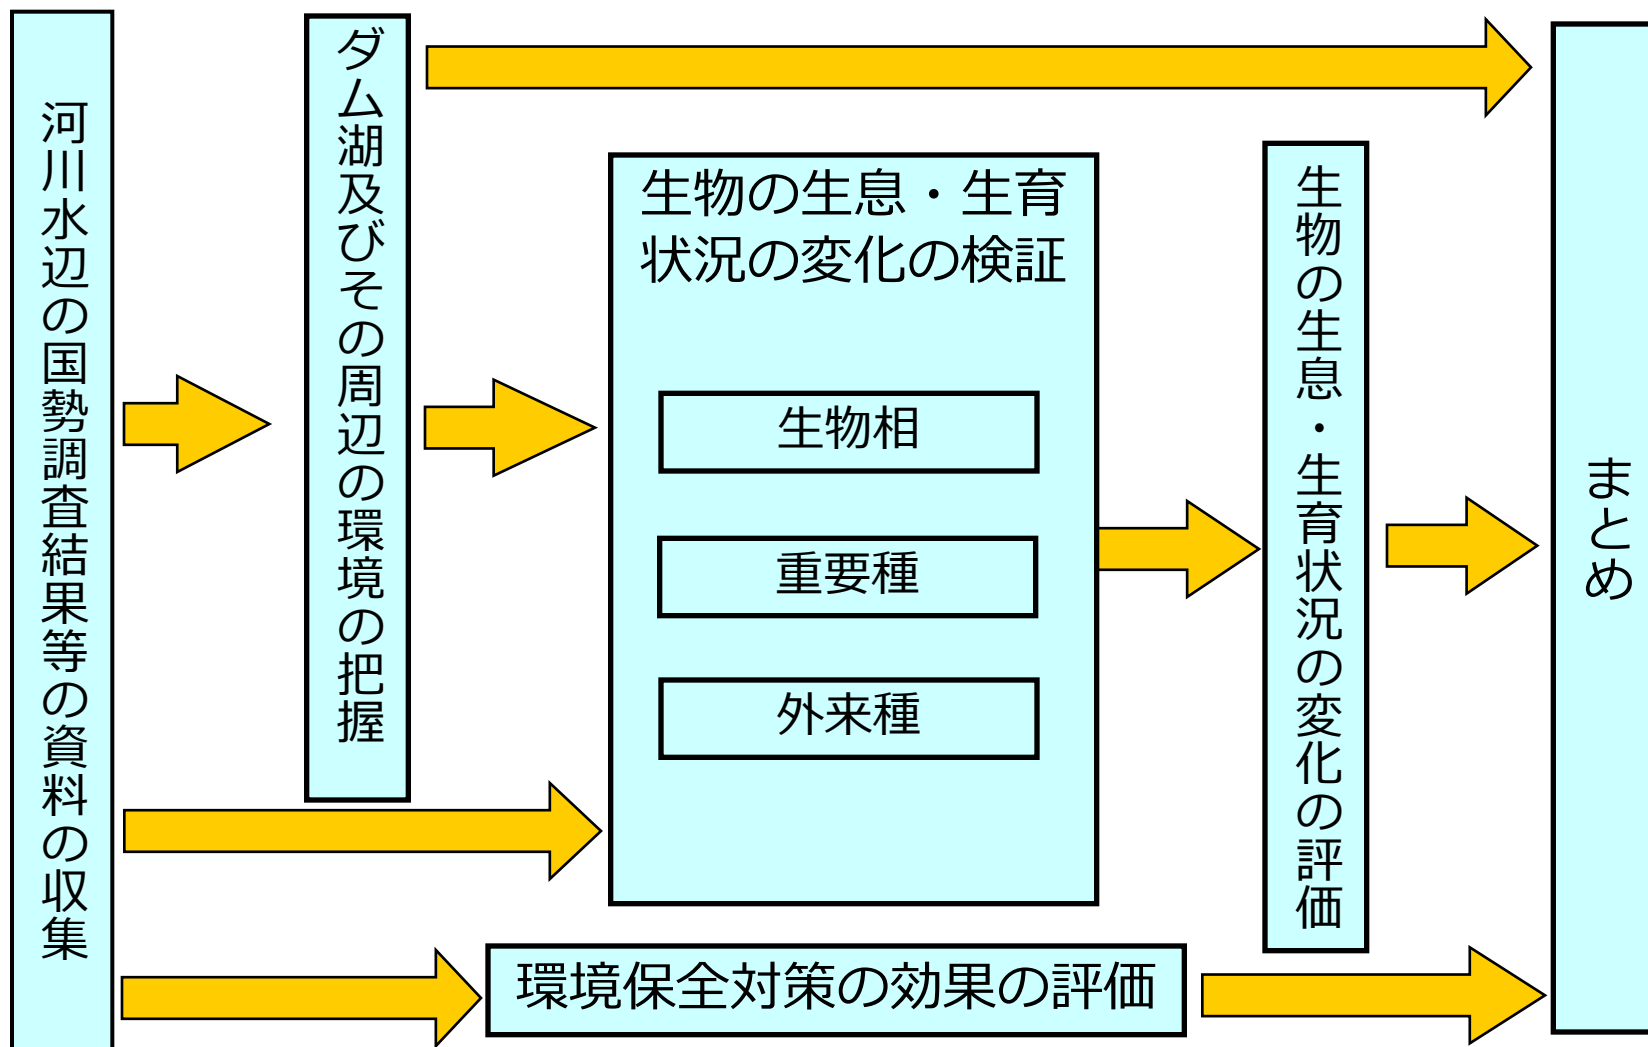 河川水辺の国勢調査結果等の資料の収集
ダム湖及びその周辺の環境の把握
生物の生息・生育
状況の変化の検証
生物相
重要種
外来種
生物の生息・生育状況の変化の評価
環境保全対策の効果の評価
まとめ